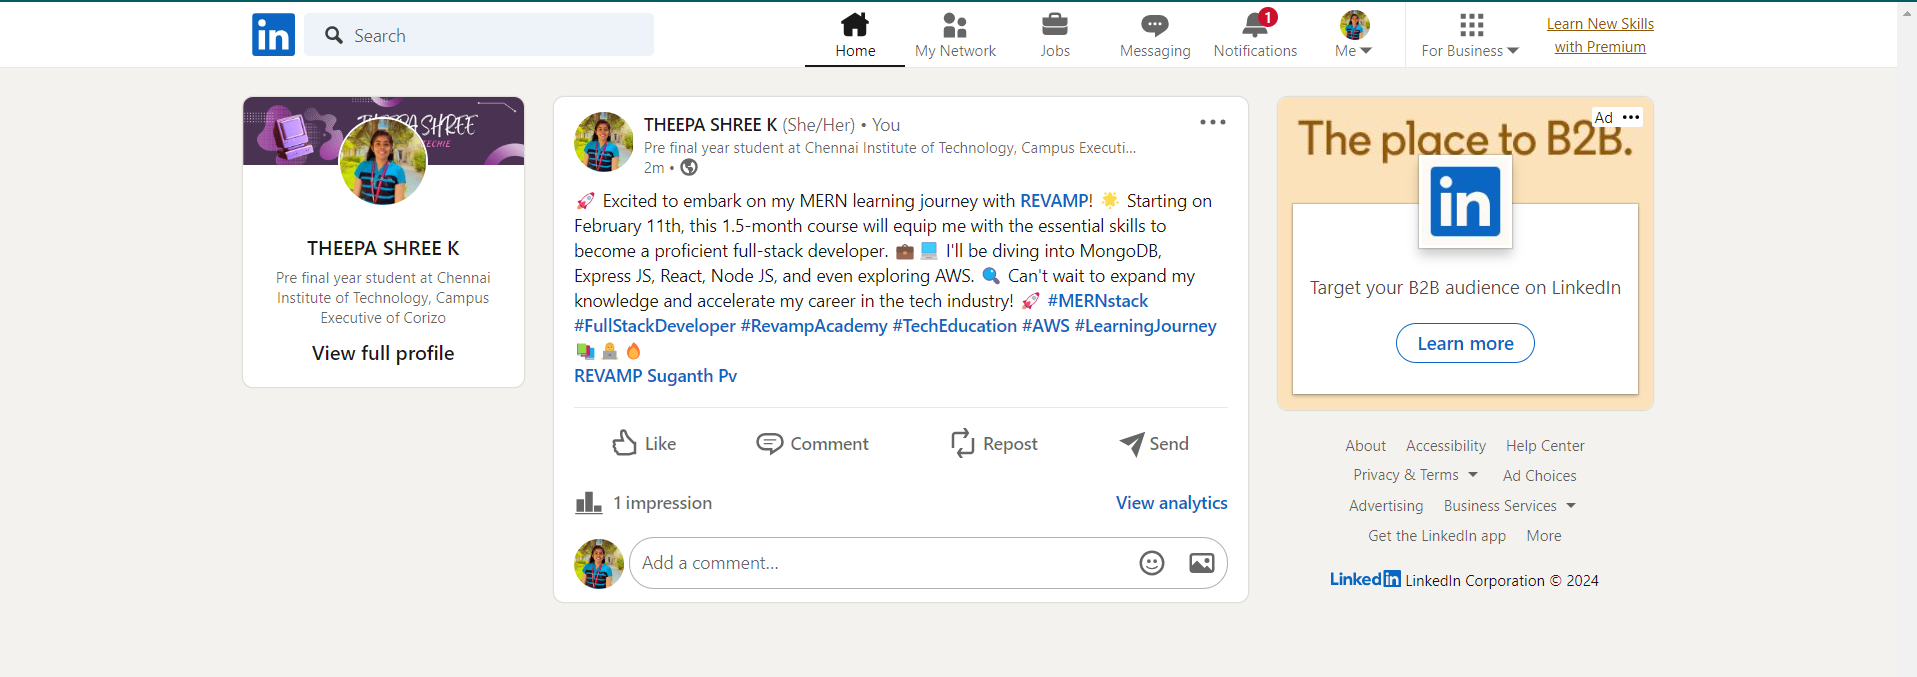 in
Search
Home
My Network
Jobs
Messaging
1
Notifications
Me
For Business
Learn New Skills
with Premium
THEEPA SHREE K
Pre final year student at Chennai
Institute of Technology, Campus
Executive of Corizo
View full profile
THEEPA SHREE K (She/Her) • You
Pre final year student at Chennai Institute of Technology, Campus Executi...
2m •
🚀 Excited to embark on my MERN learning journey with REVAMP! 🌟 Starting on
February 11th, this 1.5-month course will equip me with the essential skills to
become a proficient full-stack developer. 💼 💻 I'll be diving into MongoDB,
Express JS, React, Node JS, and even exploring AWS. 🔍 Can't wait to expand my
knowledge and accelerate my career in the tech industry! 🚀 #MERNstack
#FullStackDeveloper #RevampAcademy #TechEducation #AWS #LearningJourney
📚 👩‍💻 🔥
REVAMP Suganth Pv
Like
Comment
Repost
Send
1 impression
View analytics
Add a comment...
Ad
The place to B2B.
in
Target your B2B audience on LinkedIn
Learn more
About Accessibility Help Center
Privacy & Terms Ad Choices
Advertising Business Services
Get the LinkedIn app More
LinkedIn LinkedIn Corporation © 2024